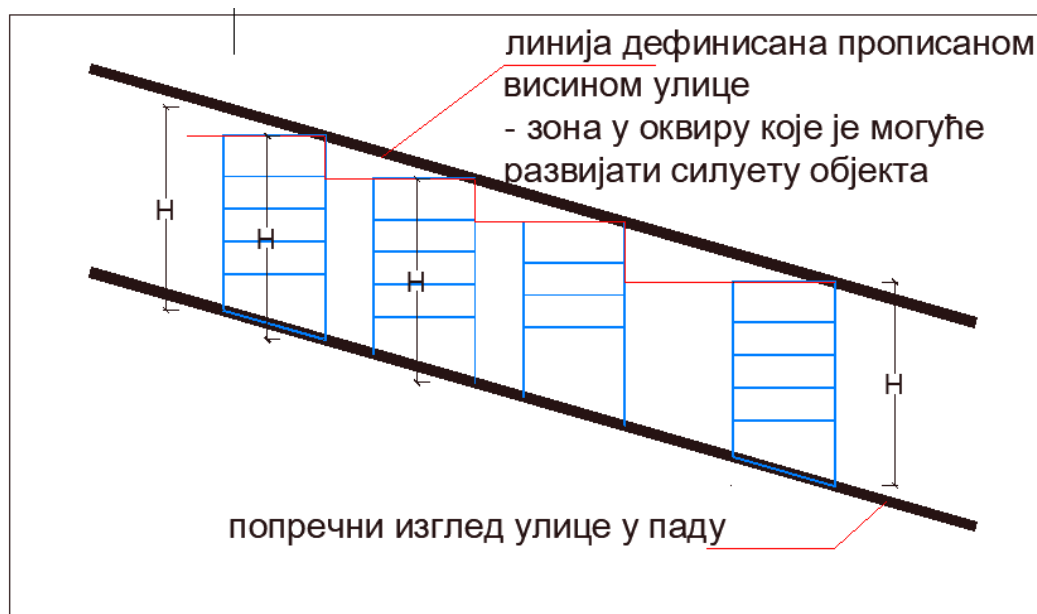 линија дефинисана прописаном
висином улице
- зона у оквиру које је могуће
развијати силуету објекта
H
H
H
H
попречни изглед улице у паду